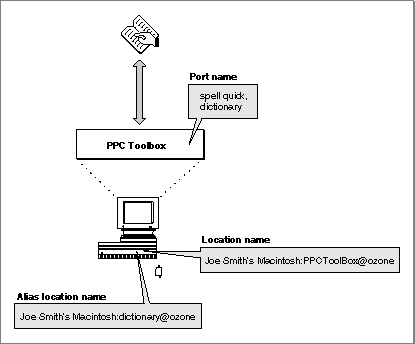 Port name
spell quick,
dictionary
PPC Toolbox
Location name
Joe Smith's Macintosh:PPCToolBox@ozone
Alias location name
Joe Smith's Macintosh:dictionary@ozone